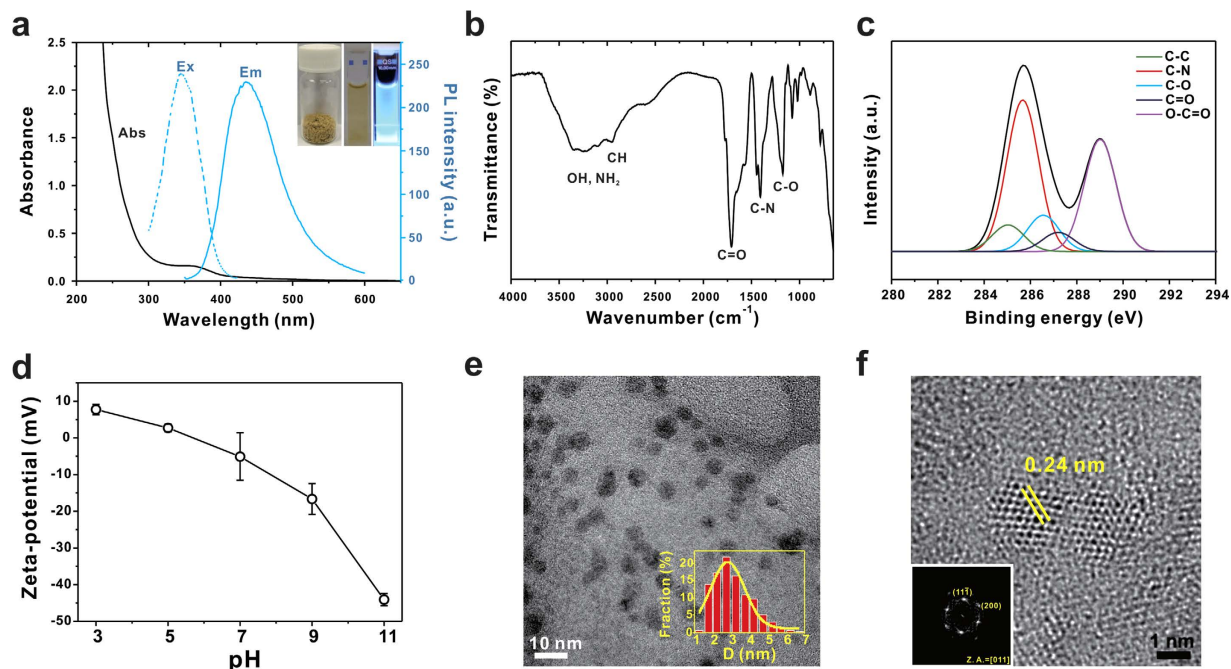 a
2.5
2.0
1.5
1.0
0.5
0.0
Absorbance
200 300 400 500 600
Wavelength (nm)
250
200
150
100
50
0
PL intensity (a.u.)
Ex
Em
Abs
b
Transmittance (%)
OH, NH₂
CH
C=O
C-N
C-O
4000 3500 3000 2500 2000 1500 1000
Wavenumber (cm⁻¹)
c
Intensity (a.u.)
C-C
C-N
C-O
C=O
O-C=O
280 282 284 286 288 290 292 294
Binding energy (eV)
d
Zeta-potential (mV)
10
0
-10
-20
-30
-40
-50
3 5 7 9 11
pH
e
10 nm
Fraction (%)
20
15
10
5
0
1 2 3 4 5 6 7
D (nm)
f
0.24 nm
(111̄)
(200)
Z.A.=[011]
1 nm